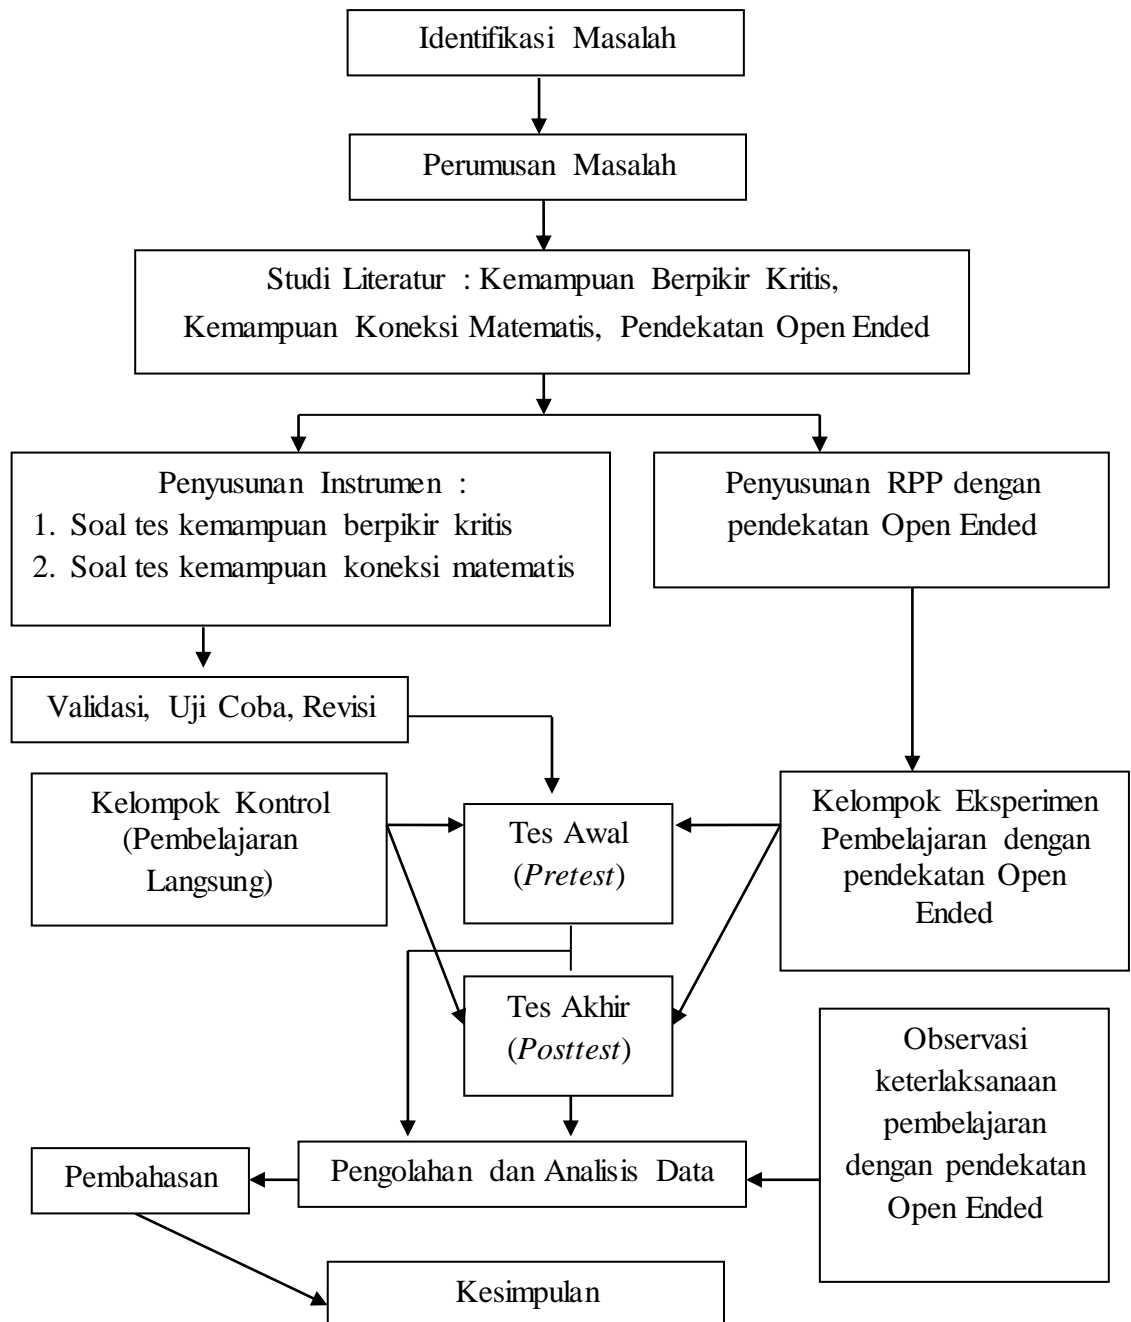 Identifikasi Masalah
Perumusan Masalah
Studi Literatur : Kemampuan Berpikir Kritis,
Kemampuan Koneksi Matematis, Pendekatan Open Ended
Penyusunan Instrumen :
1. Soal tes kemampuan berpikir kritis
2. Soal tes kemampuan koneksi matematis
Penyusunan RPP dengan
pendekatan Open Ended
Validasi, Uji Coba, Revisi
Kelompok Kontrol
(Pembelajaran
Langsung)
Tes Awal
(Pretest)
Kelompok Eksperimen
Pembelajaran dengan
pendekatan Open
Ended
Tes Akhir
(Posttest)
Observasi
keterlaksanaan
pembelajaran
dengan pendekatan
Open Ended
Pembahasan
Pengolahan dan Analisis Data
Kesimpulan